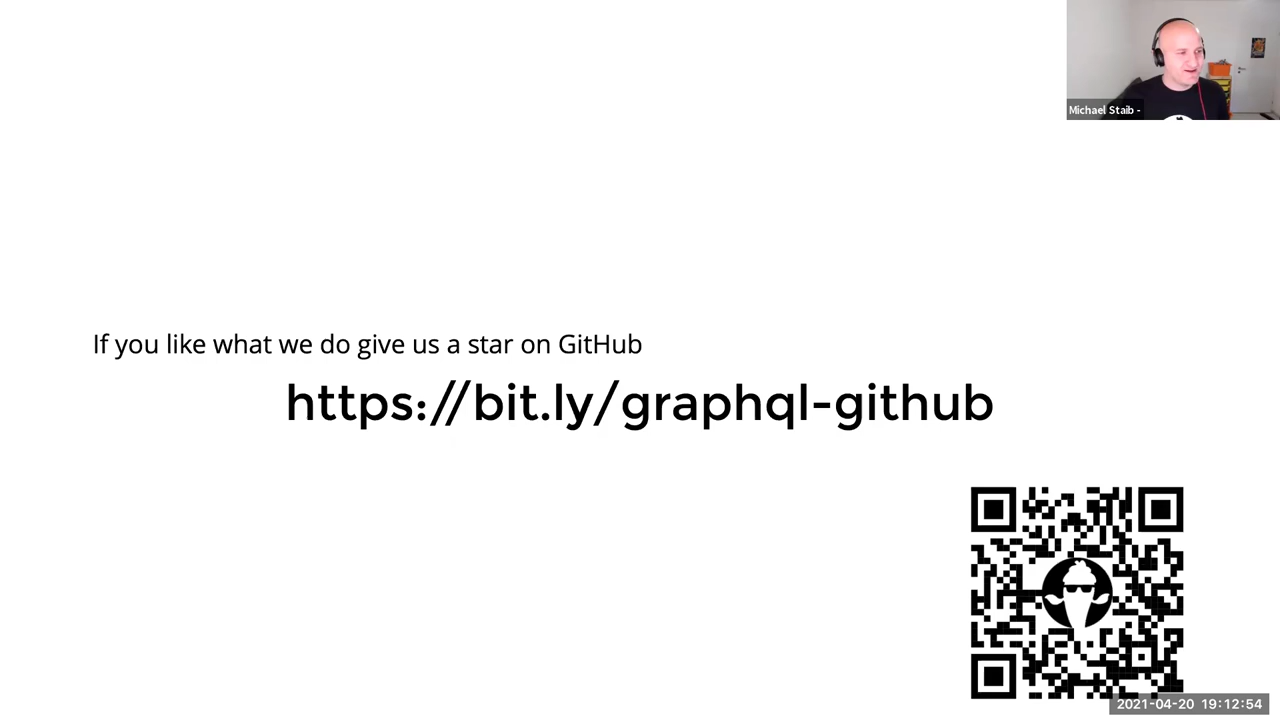 Michael Staib -
If you like what we do give us a star on GitHub
https://bit.ly/graphql-github
2021-04-20 19:12:54